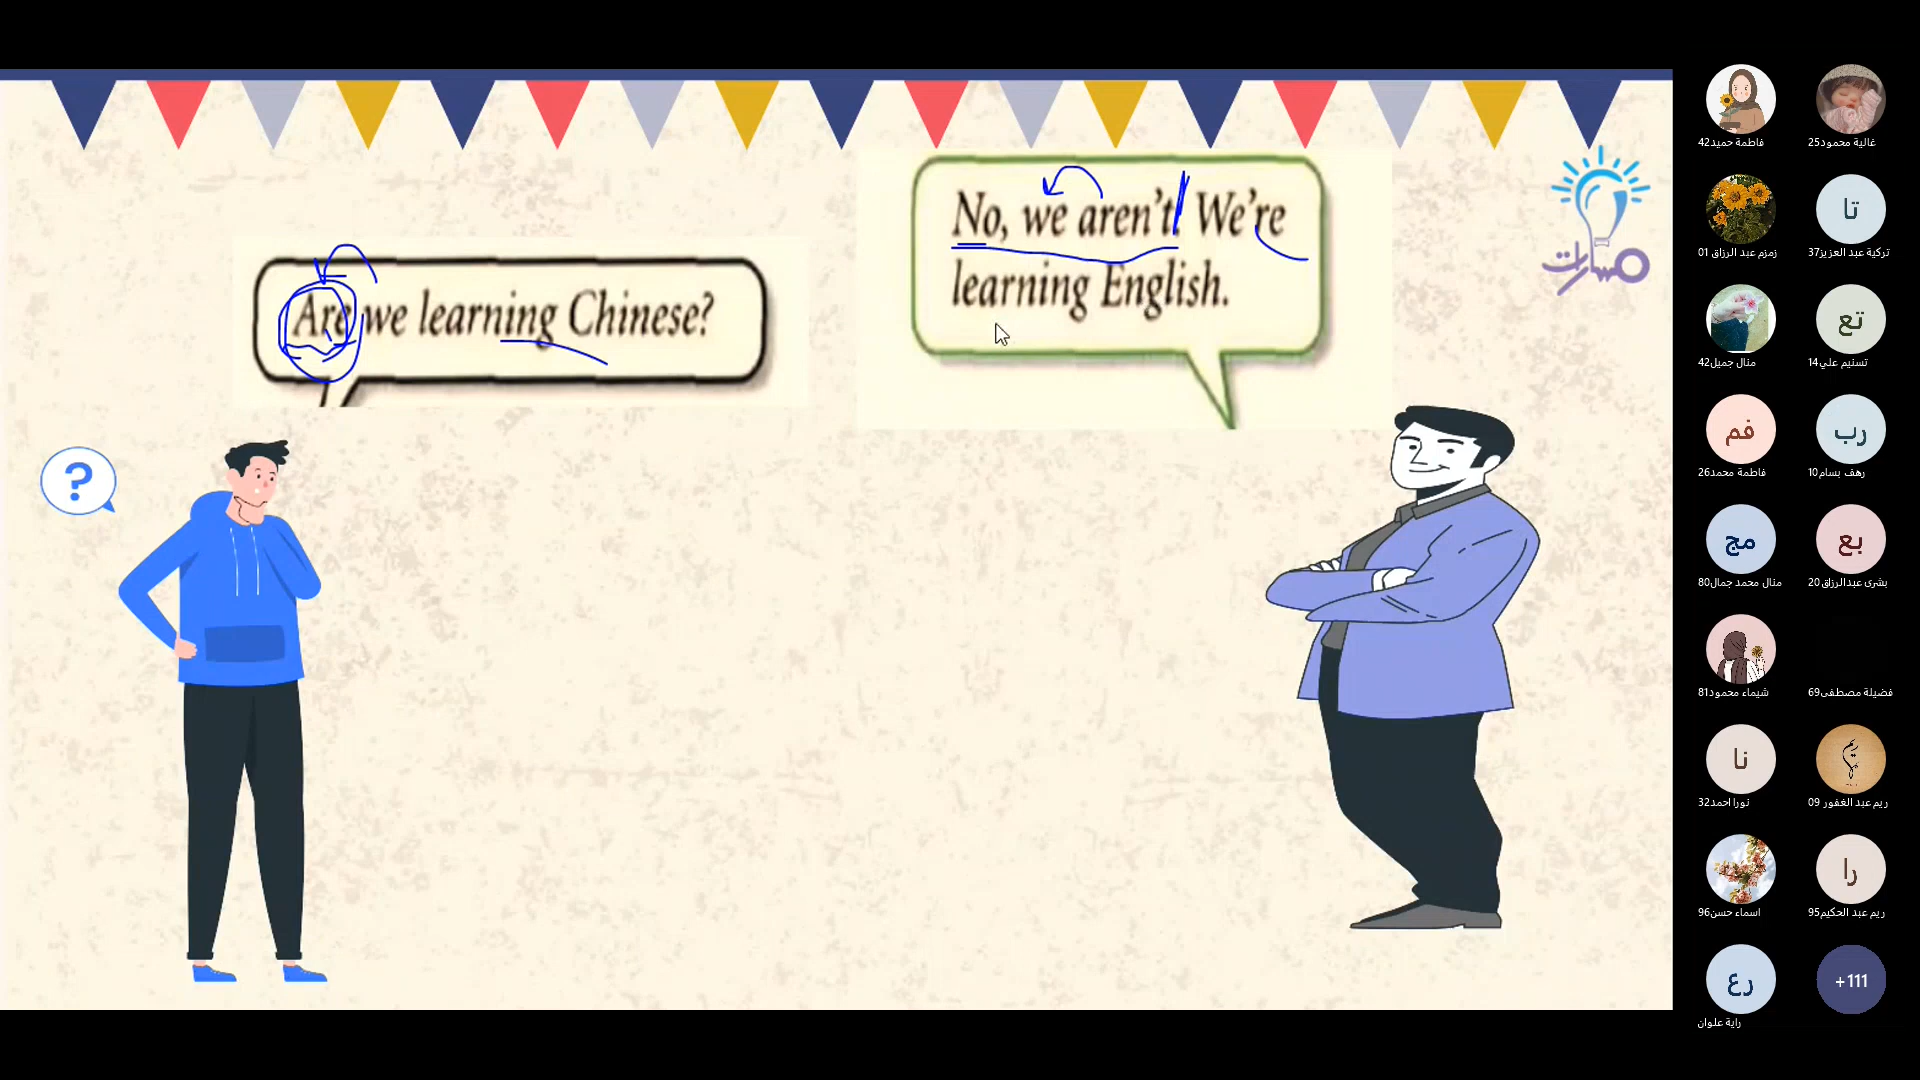 Are we learning Chinese?
No, we aren't. We're
learning English.
?
مسارات
فاطمة حميد42
غالية محمود25
زمزم عبد الرزاق 01
تا
تركية عبد العزيز37
منال جميل42
تع
تسنيم علي14
فم
فاطمة محمد26
رب
رهف بسام10
مج
منال محمد جمال80
بع
بشرى عبدالرزاق20
شيماء محمود81
فضيلة مصطفى69
نا
نورا احمد32
ريم
ريم عبد الغفور 09
اسماء حسن96
را
ريم عبد الحكيم95
رع
راية علوان
+111